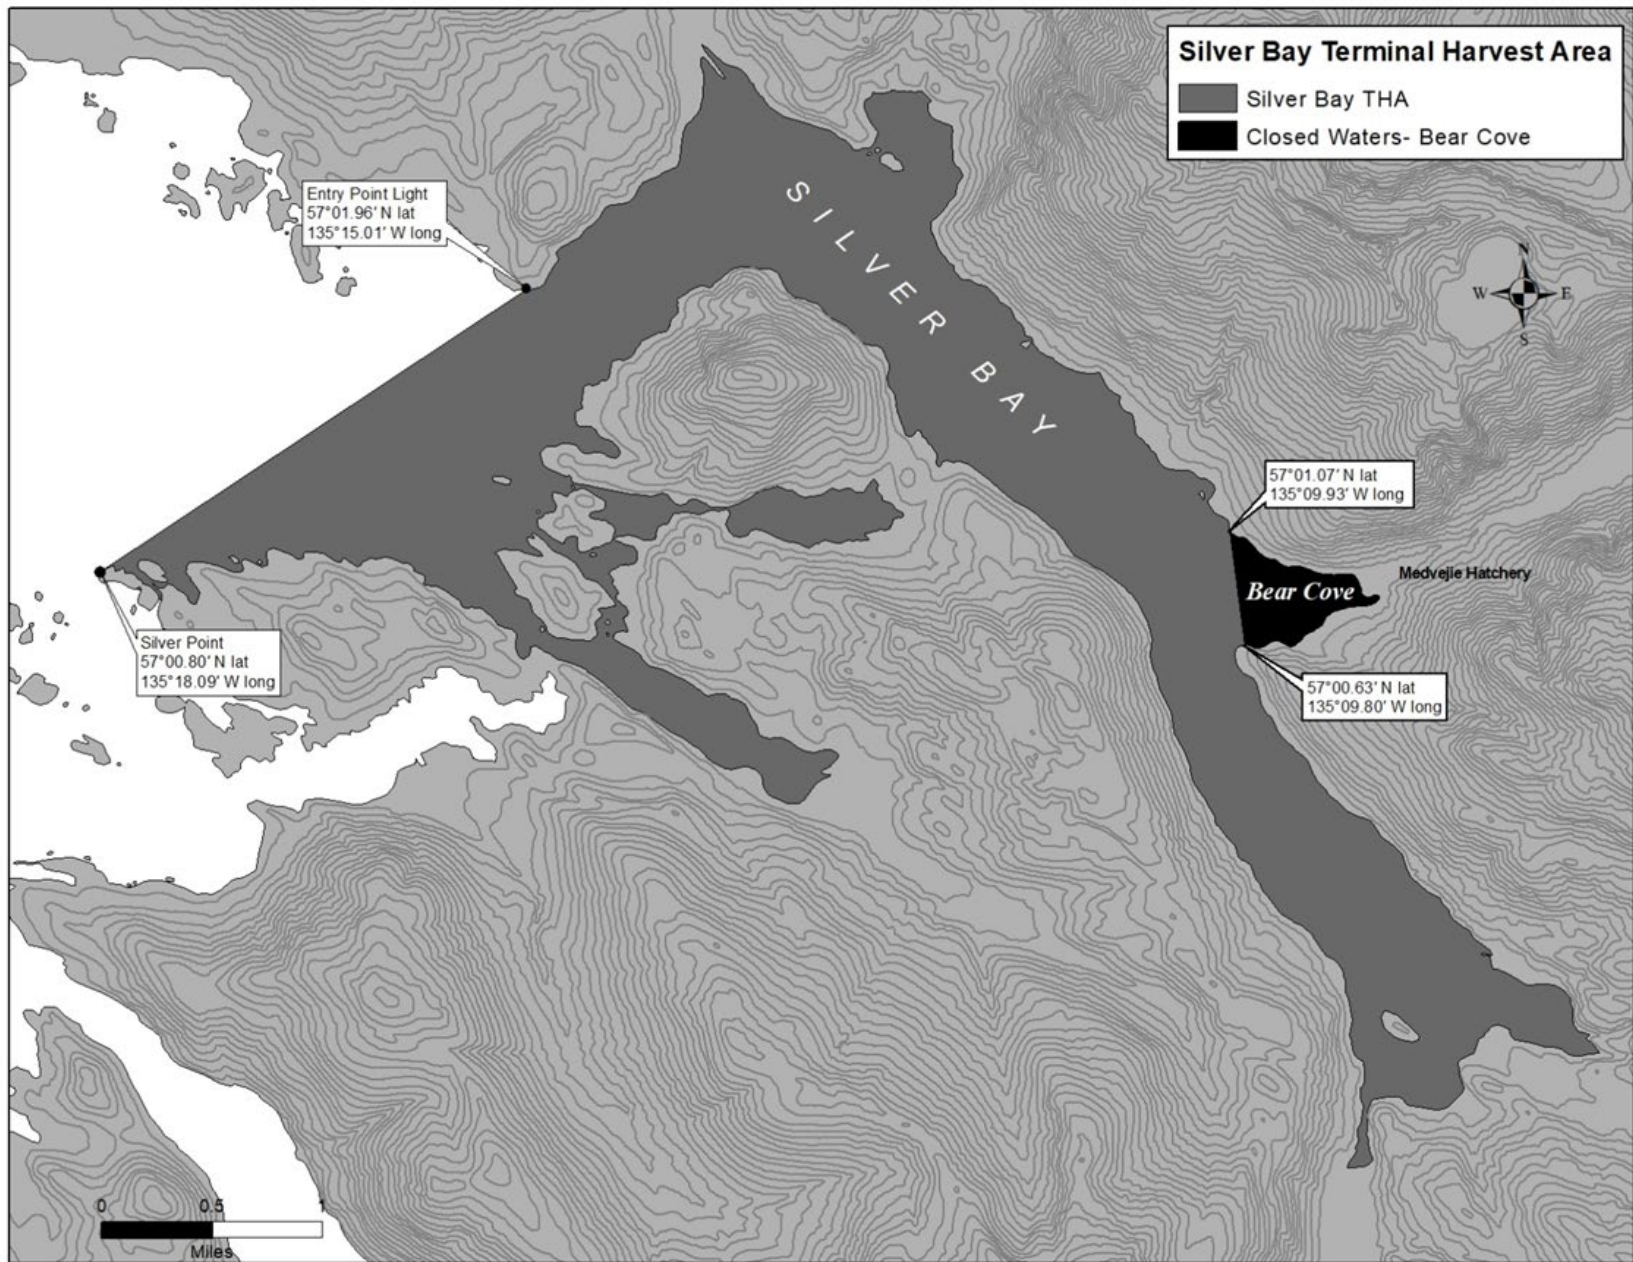 Silver Bay Terminal Harvest Area
Silver Bay THA
Closed Waters- Bear Cove
Entry Point Light
57°01.96′ N lat
135°15.01′ W long
SILVER BAY
N
W E
S
57°01.07′ N lat
135°09.93′ W long
Medvejie Hatchery
Bear Cove
Silver Point
57°00.80′ N lat
135°18.09′ W long
57°00.63′ N lat
135°09.80′ W long
0 0.5 1
Miles